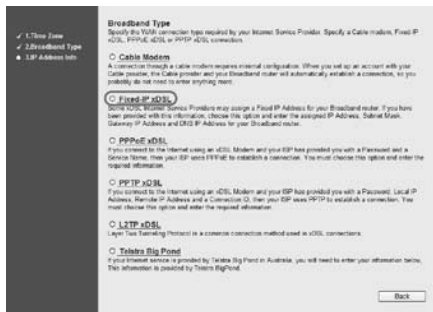 1.Time Zone
2.Broadband Type
3.IP Address Info
Broadband Type
Specify the WAN connection type required by your Internet Service Provider. Specify a Cable modem, Fixed-IP
xDSL, PPPoE xDSL or PPTP xDSL connection.
Cable Modem
A connection through a cable modem requires minimal configuration. When you set up an account with your
Cable provider, the Cable provider and your Broadband router will automatically establish a connection, so you
probably do not need to enter anything more.
Fixed-IP xDSL
Some xDSL Internet Service Providers may assign a Fixed IP Address for your Broadband router. If you have
been provided with this information, choose this option and enter the assigned IP Address, Subnet Mask,
Gateway IP Address and DNS IP Address for your Broadband router.
PPPoE xDSL
If you connect to the Internet using an xDSL Modem and your ISP has provided you with a Password and a
Service Name, then your ISP uses PPPoE to establish a connection. You must choose this option and enter the
required information.
PPTP xDSL
If you connect to the Internet using an xDSL Modem and your ISP has provided you with a Password, Local IP
Address, Remote IP Address and a Connection ID, then your ISP uses PPTP to establish a connection. You
must choose this option and enter the required information.
L2TP xDSL
Layer Two Tunneling Protocol is a common connection method used in xDSL connections.
Telstra Big Pond
If your Internet service is provided by Telstra Big Pond in Australia, you will need to enter your information below.
This information is provided by Telstra BigPond.
Back